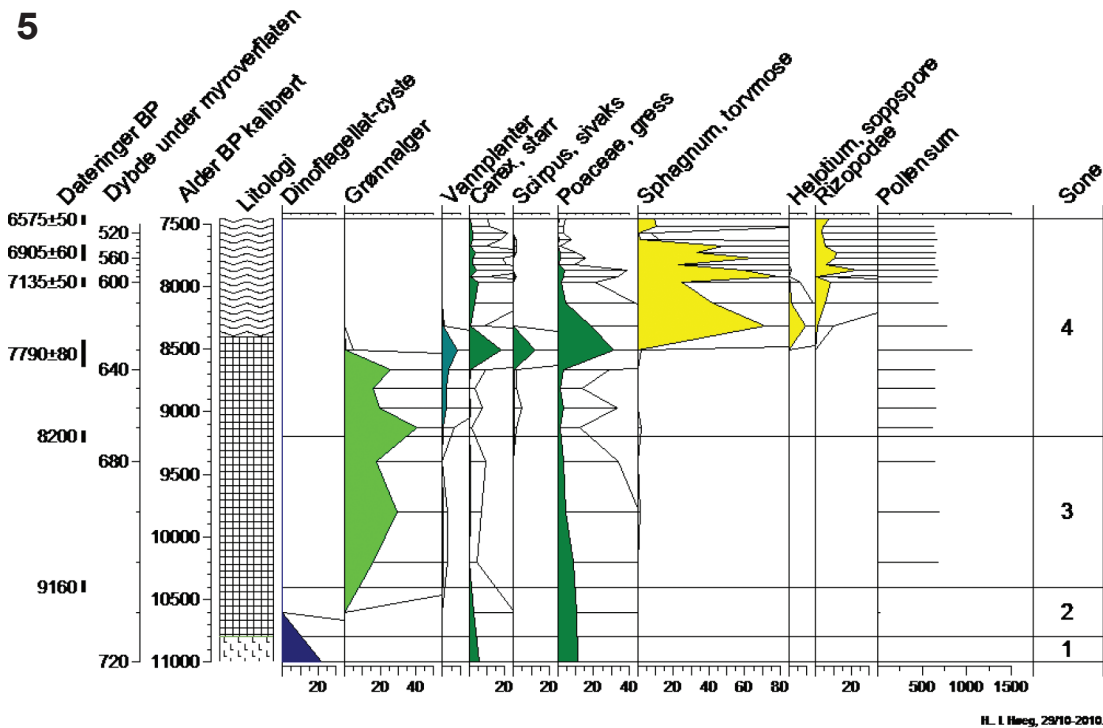 5
Dateringer BP
Dybde under myroverflaten
Alder BP kalibrert
Litologi
Dinoflagellat-cyste
Grønnalger
Vannplanter
Carex, starr
Scirpus, sivaks
Poaceae, gress
Sphagnum, torvmose
Helotium, soppspore
Rizopodae
Pollensum
Sone
6575±50
6905±60
7135±50
7790±80
8200
9160
520
560
600
640
680
720
7500
8000
8500
9000
9500
10000
10500
11000
4
3
2
1
20 20 40 20 20 20 40 20 40 60 80 20 500 1000 1500
H.. I. Høeg, 29/10-2010